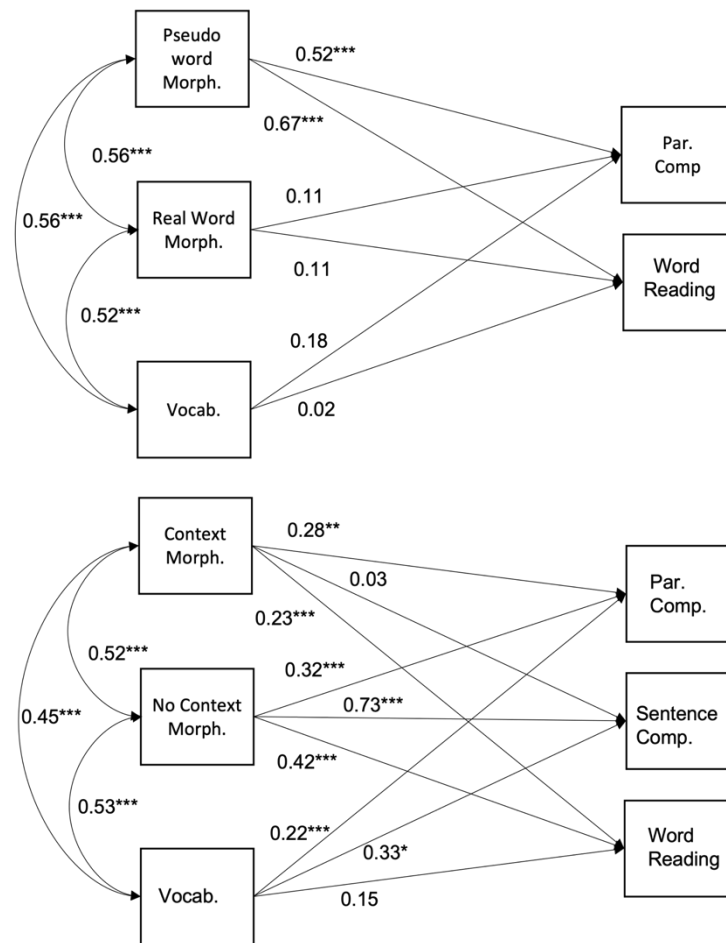 Pseudo
word
Morph.
0.52***
0.67***
Par.
Comp
0.56***
0.11
0.56***
Real Word
Morph.
0.11
Word
Reading
0.52***
0.18
Vocab.
0.02
Context
Morph.
0.28**
0.03
0.23***
Par.
Comp.
0.52***
0.32***
0.45***
No Context
Morph.
0.73***
Sentence
Comp.
0.42***
0.53***
0.22***
0.33*
Word
Reading
Vocab.
0.15